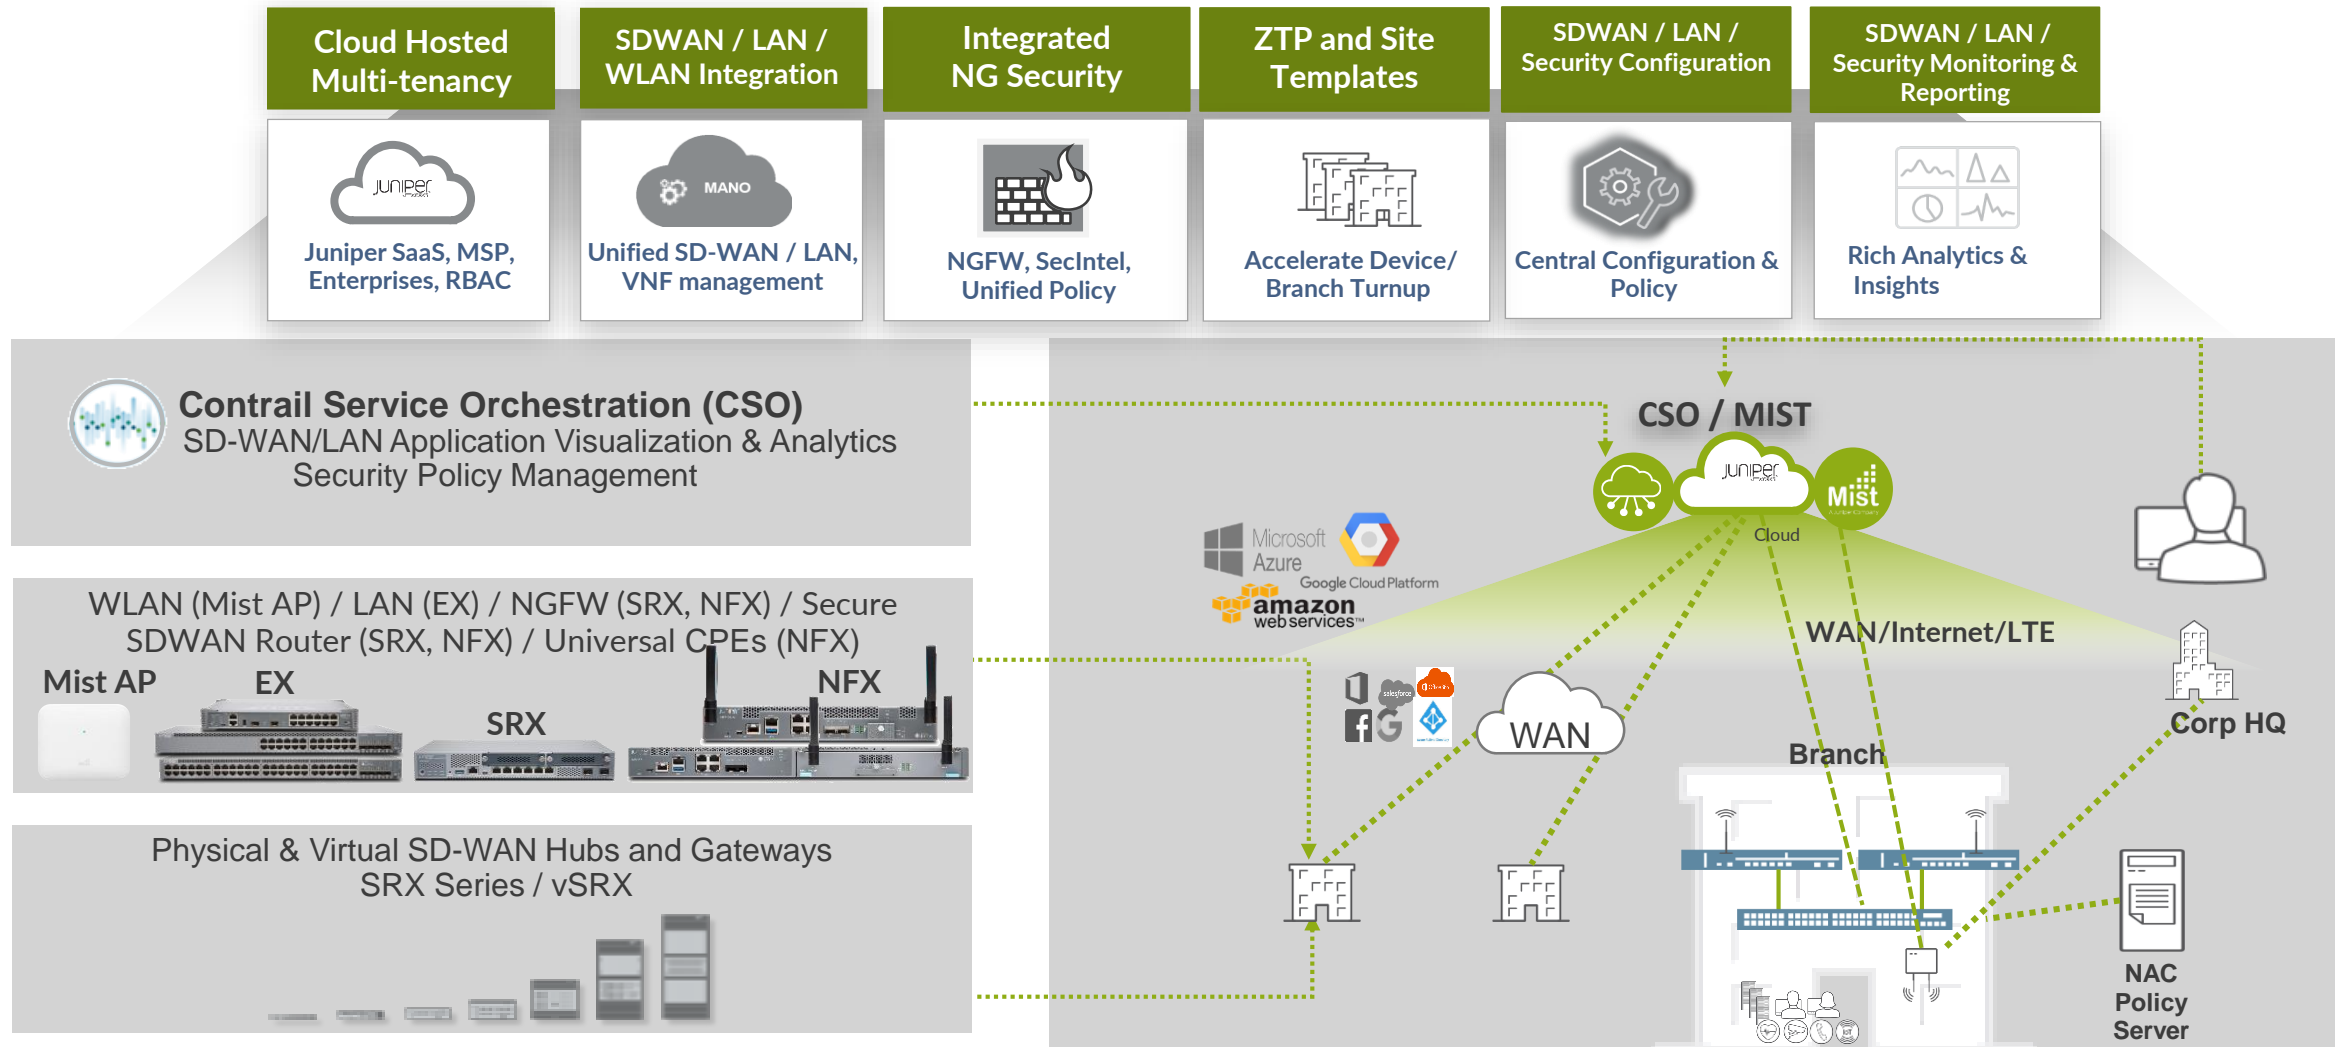 Cloud Hosted
Multi-tenancy
SDWAN / LAN /
WLAN Integration
Integrated
NG Security
ZTP and Site
Templates
SDWAN / LAN /
Security Configuration
SDWAN / LAN /
Security Monitoring &
Reporting
JUNIPER
Juniper SaaS, MSP,
Enterprises, RBAC
MANO
Unified SD-WAN / LAN,
VNF management
NGFW, SecIntel,
Unified Policy
Accelerate Device/
Branch Turnup
Central Configuration &
Policy
Rich Analytics &
Insights
Contrail Service Orchestration (CSO)
SD-WAN/LAN Application Visualization & Analytics
Security Policy Management
WLAN (Mist AP) / LAN (EX) / NGFW (SRX, NFX) / Secure
SDWAN Router (SRX, NFX) / Universal CPEs (NFX)
Mist AP
EX
SRX
NFX
Physical & Virtual SD-WAN Hubs and Gateways
SRX Series / vSRX
CSO / MIST
JUNIPER
Mist
Cloud
Microsoft
Azure
Google Cloud Platform
amazon
web services™
WAN/Internet/LTE
salesforce
WAN
Corp HQ
Branch
NAC
Policy
Server